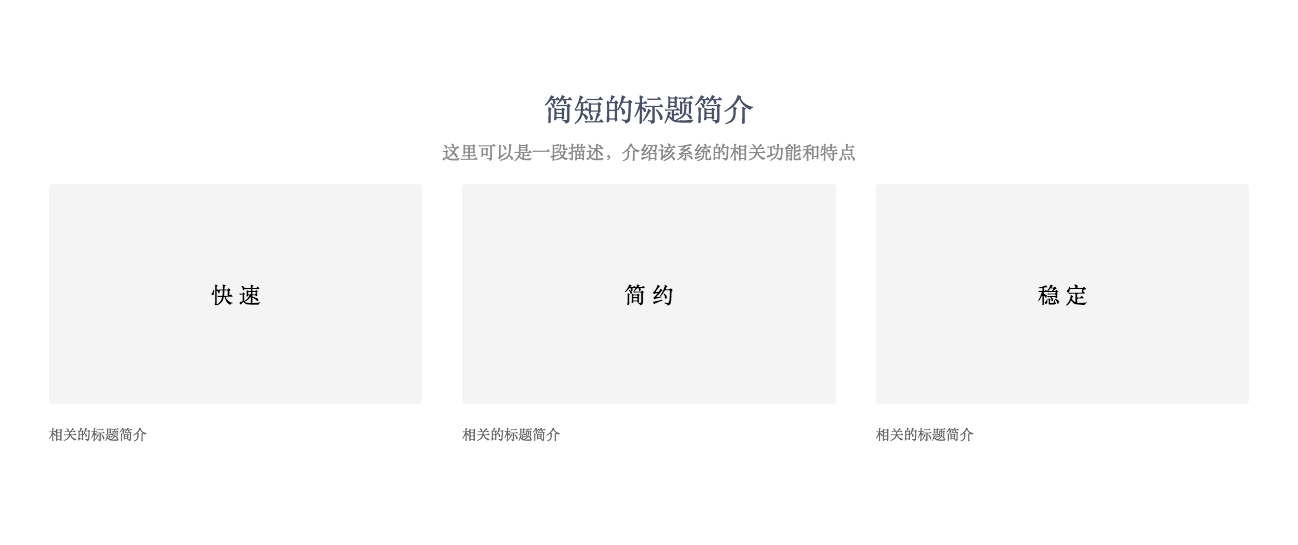 简短的标题简介
这里可以是一段描述，介绍该系统的相关功能和特点
快 速
简 约
稳 定
相关的标题简介
相关的标题简介
相关的标题简介